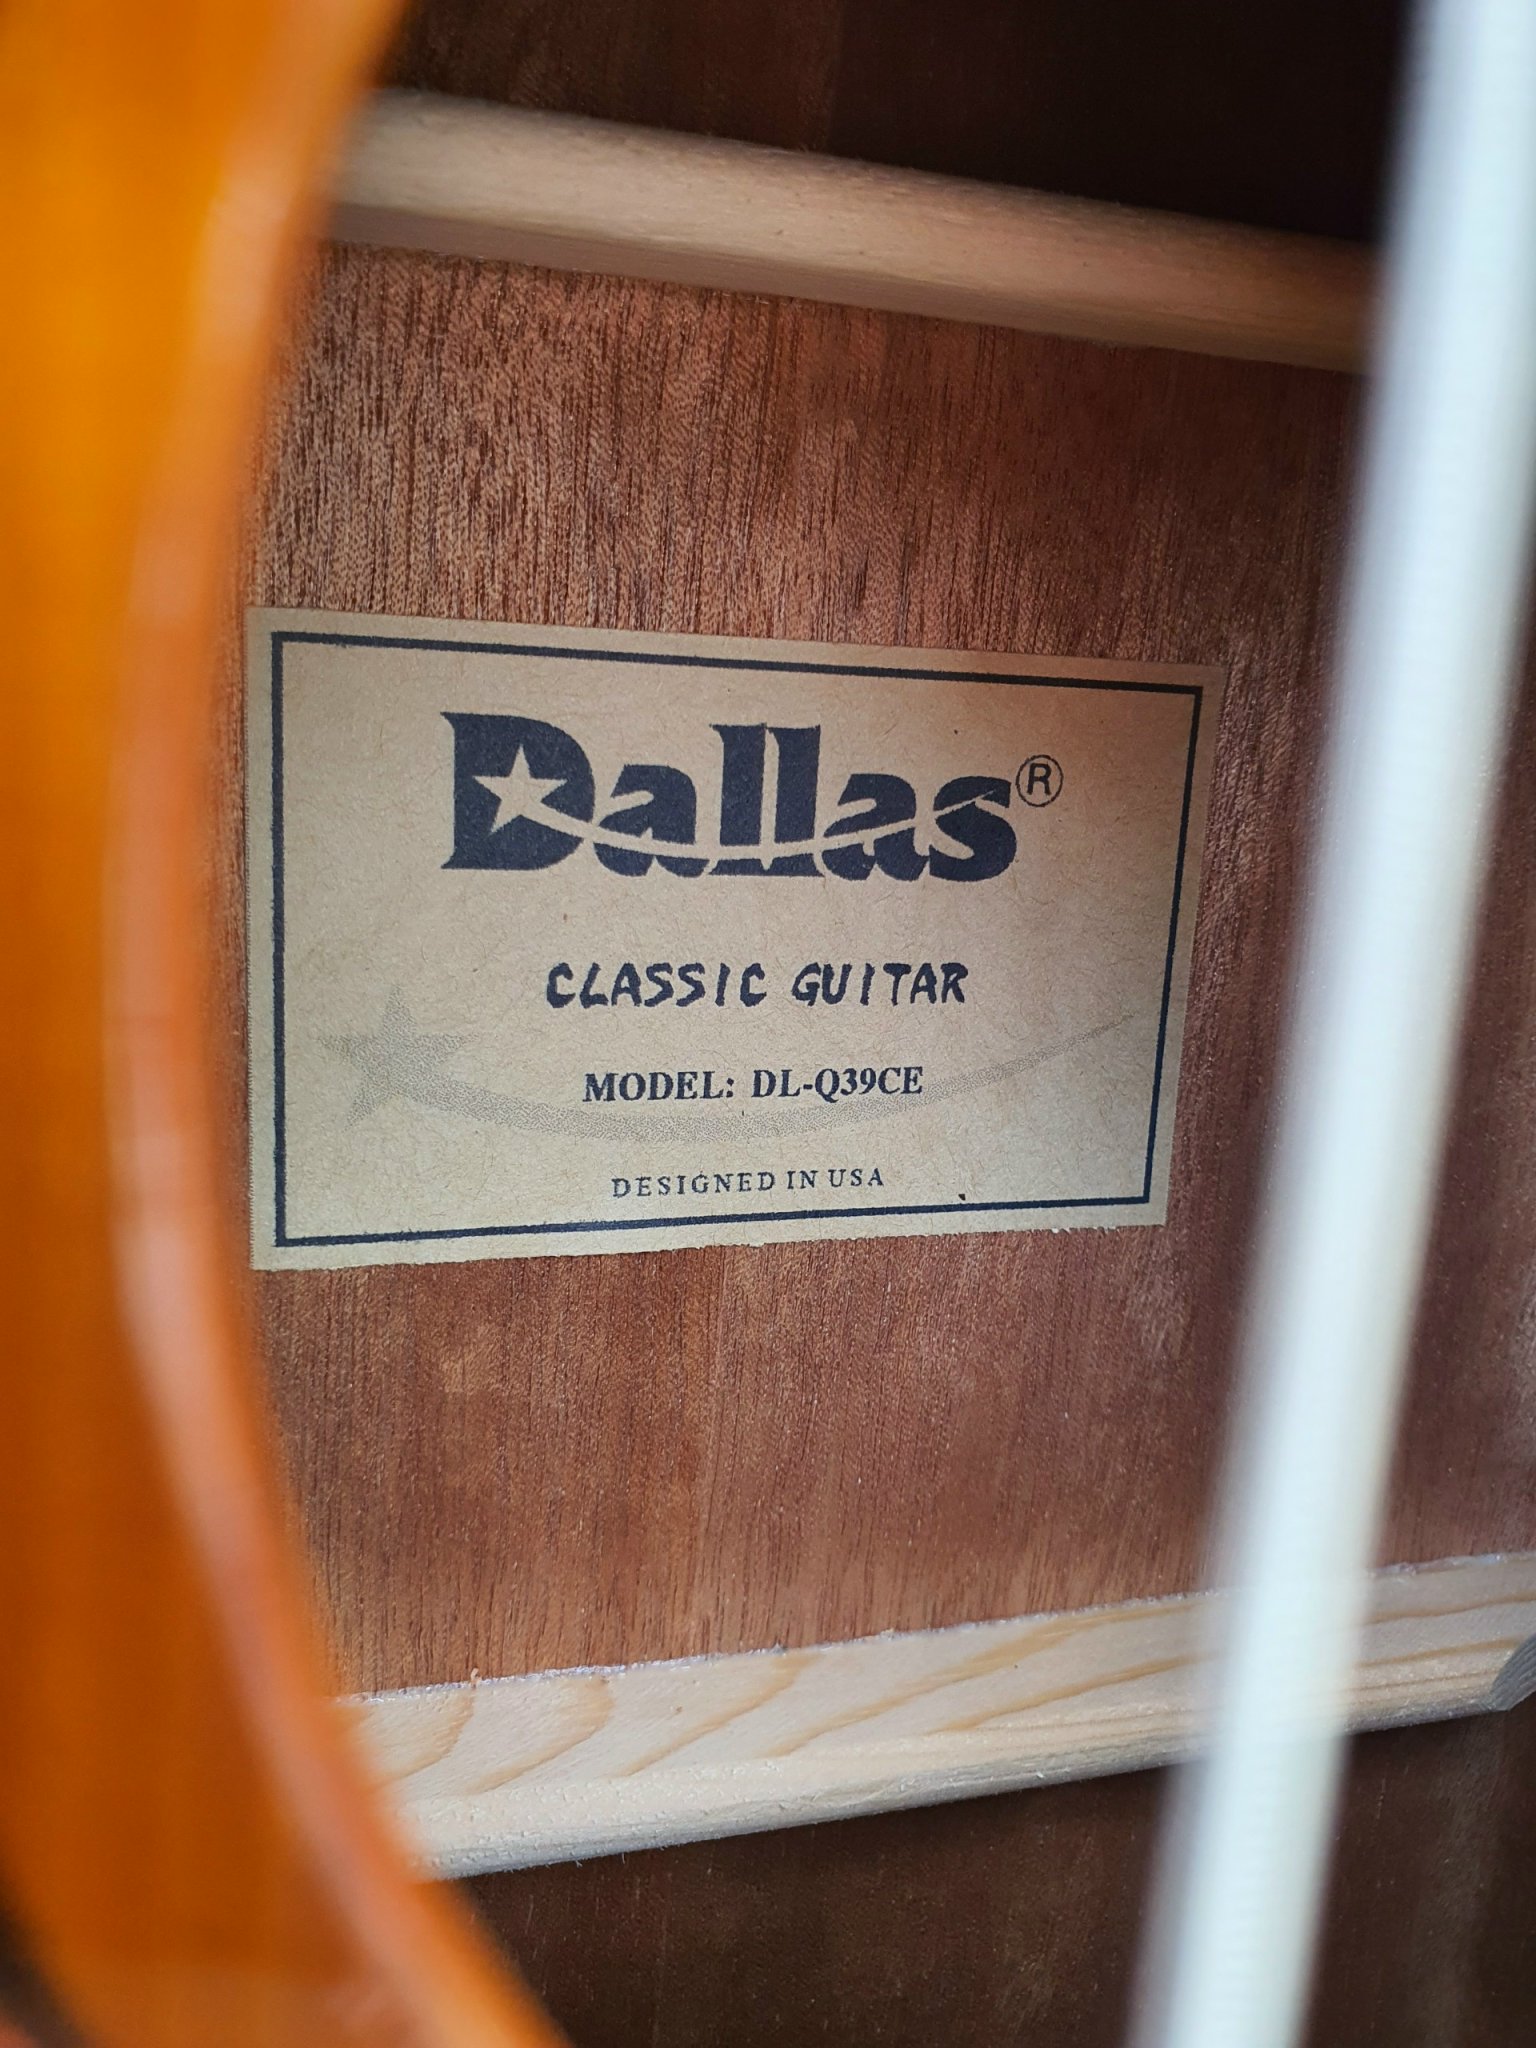 Dallas®
CLASSIC GUITAR
MODEL: DL-Q39CE
DESIGNED IN USA